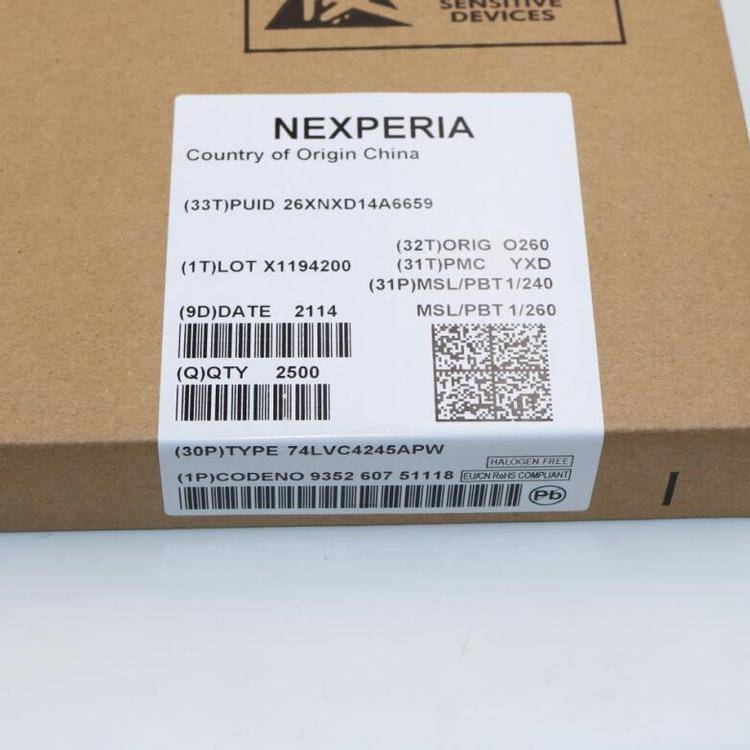 SENSITIVE
DEVICES
NEXPERIA
Country of Origin China
(33T)PUID 26XNXD14A6659
(32T)ORIG O260
(1T)LOT X1194200
(31T)PMC YXD
(31P)MSL/PBT1/240
(9D)DATE 2114
MSL/PBT 1/260
(Q)QTY 2500
(30P)TYPE 74LVC4245APW
HALOGEN FREE
(1P)CODENO 9352 607 51118
EU/CN RoHS COMPLIANT
Pb